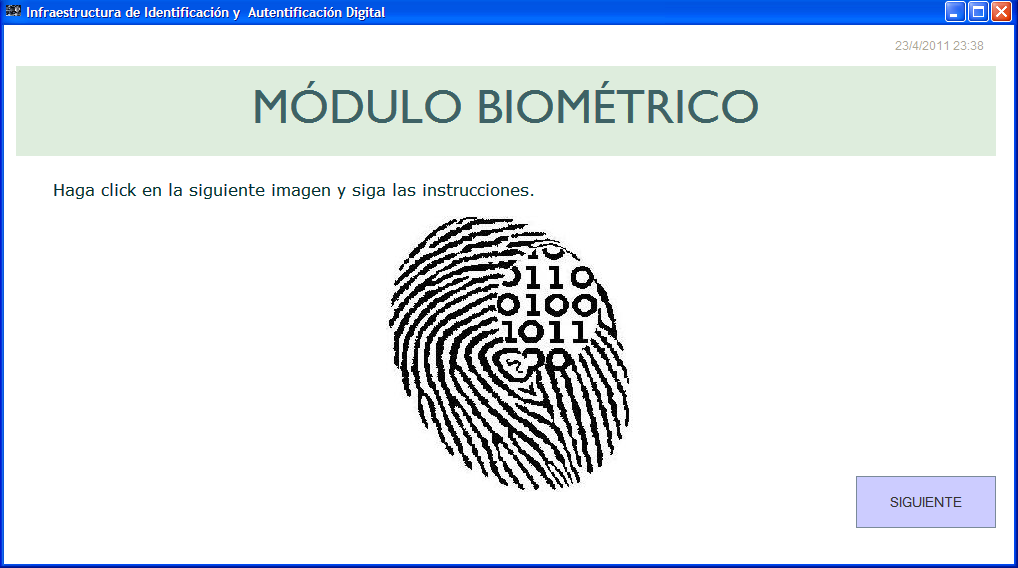 Infraestructura de Identificación y  Autentificación Digital
23/4/2011 23:38
MÓDULO BIOMÉTRICO
Haga click en la siguiente imagen y siga las instrucciones.
0110
0100
1011
SIGUIENTE